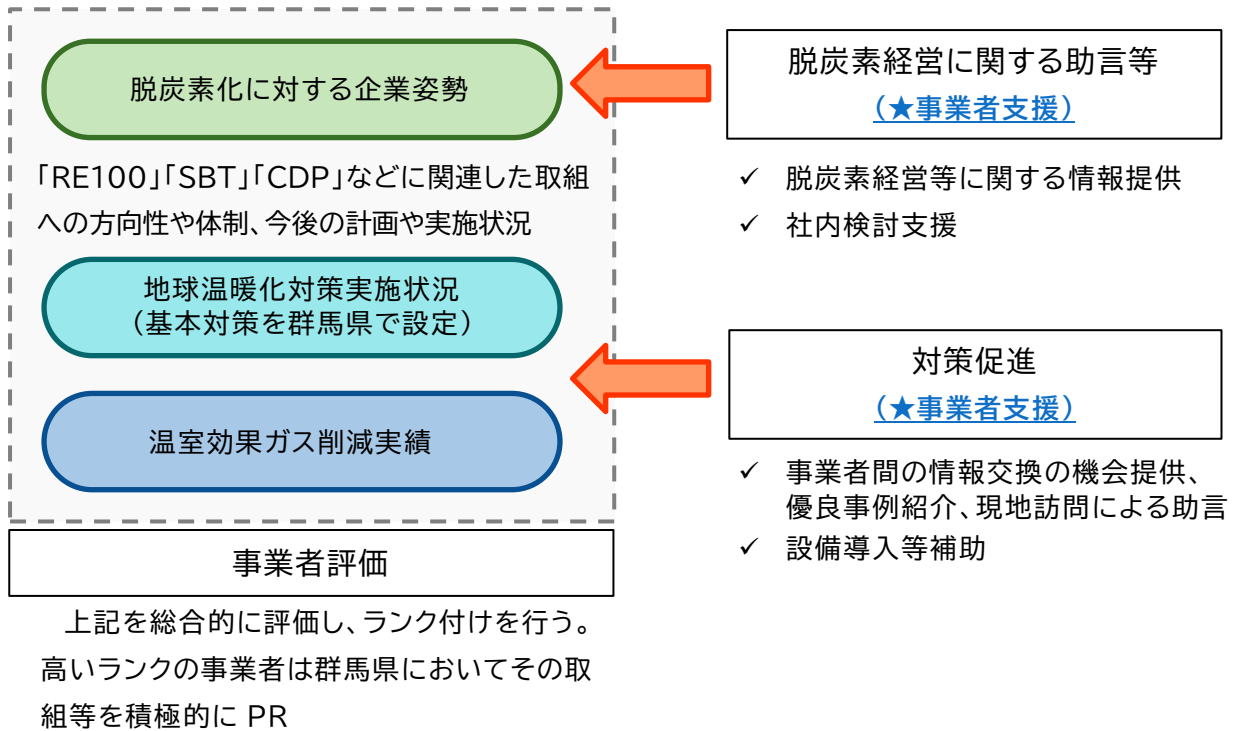 脱炭素化に対する企業姿勢
「RE100」「SBT」「CDP」などに関連した取組
への方向性や体制、今後の計画や実施状況
地球温暖化対策実施状況
（基本対策を群馬県で設定）
温室効果ガス削減実績
事業者評価
上記を総合的に評価し、ランク付けを行う。
高いランクの事業者は群馬県においてその取
組等を積極的に PR
脱炭素経営に関する助言等
（★事業者支援）
✓ 脱炭素経営等に関する情報提供
✓ 社内検討支援
対策促進
（★事業者支援）
✓ 事業者間の情報交換の機会提供、
優良事例紹介、現地訪問による助言
✓ 設備導入等補助